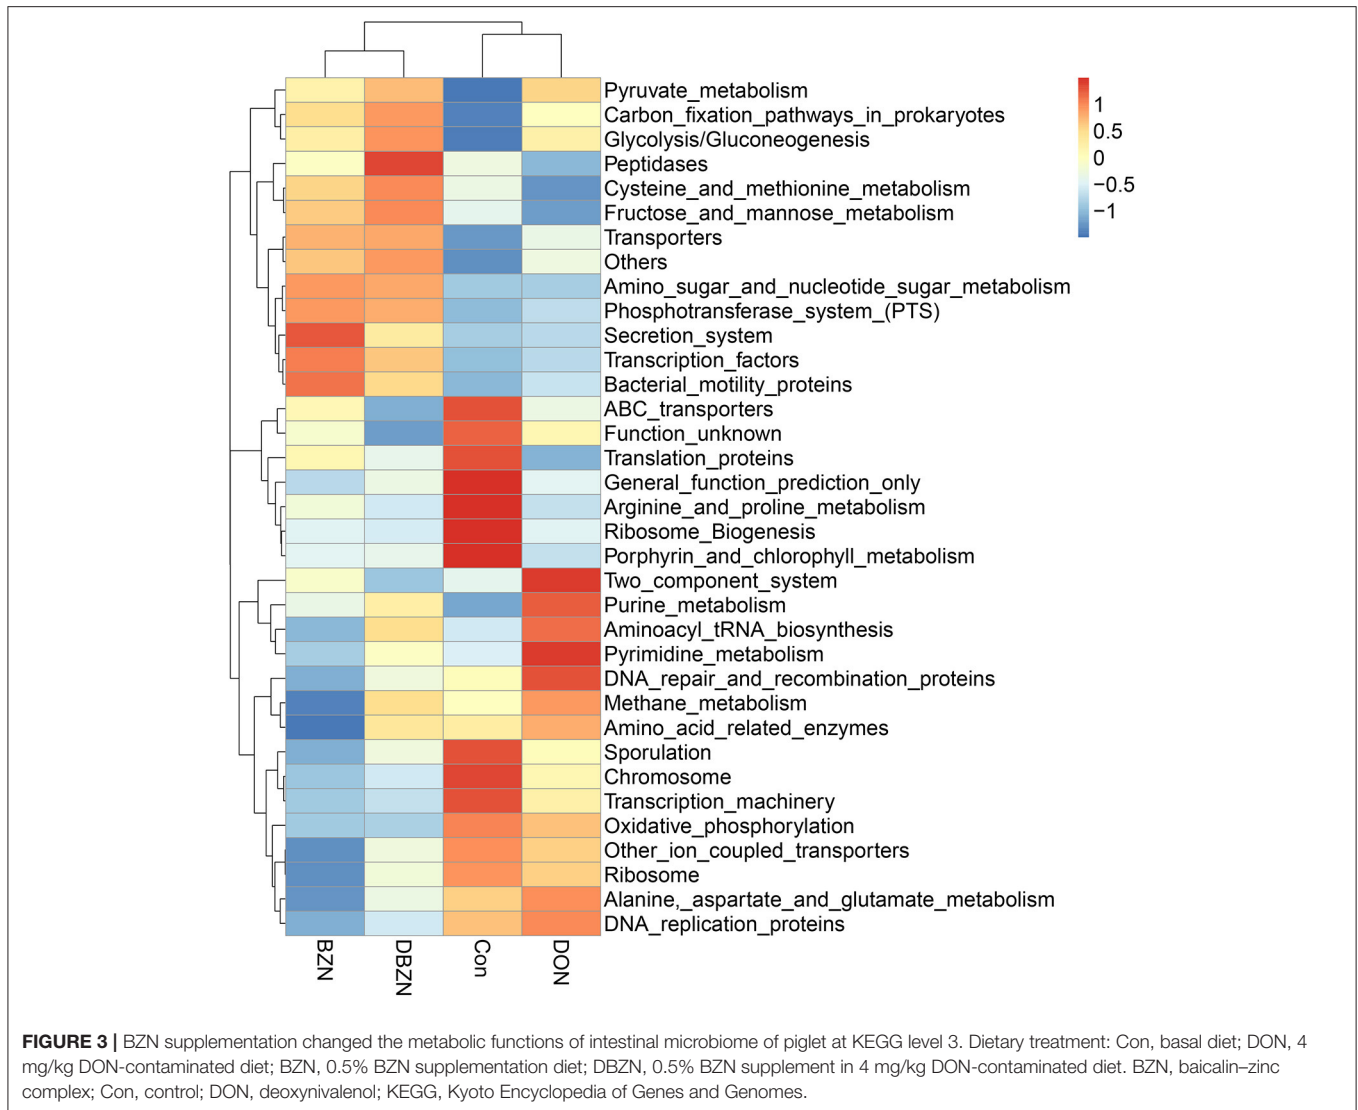 Pyruvate_metabolism
Carbon_fixation_pathways_in_prokaryotes
Glycolysis/Gluconeogenesis
Peptidases
Cysteine_and_methionine_metabolism
Fructose_and_mannose_metabolism
Transporters
Others
Amino_sugar_and_nucleotide_sugar_metabolism
Phosphotransferase_system_(PTS)
Secretion_system
Transcription_factors
Bacterial_motility_proteins
ABC_transporters
Function_unknown
Translation_proteins
General_function_prediction_only
Arginine_and_proline_metabolism
Ribosome_Biogenesis
Porphyrin_and_chlorophyll_metabolism
Two_component_system
Purine_metabolism
Aminoacyl_tRNA_biosynthesis
Pyrimidine_metabolism
DNA_repair_and_recombination_proteins
Methane_metabolism
Amino_acid_related_enzymes
Sporulation
Chromosome
Transcription_machinery
Oxidative_phosphorylation
Other_ion_coupled_transporters
Ribosome
Alanine,_aspartate_and_glutamate_metabolism
DNA_replication_proteins
1
0.5
0
−0.5
−1
BZN
DBZN
Con
DON
FIGURE 3 | BZN supplementation changed the metabolic functions of intestinal microbiome of piglet at KEGG level 3. Dietary treatment: Con, basal diet; DON, 4
mg/kg DON-contaminated diet; BZN, 0.5% BZN supplementation diet; DBZN, 0.5% BZN supplement in 4 mg/kg DON-contaminated diet. BZN, baicalin–zinc
complex; Con, control; DON, deoxynivalenol; KEGG, Kyoto Encyclopedia of Genes and Genomes.